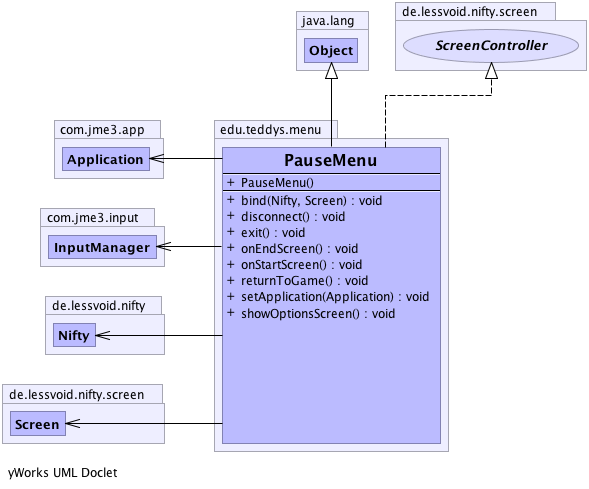 de.lessvoid.nifty.screen
java.lang
ScreenController
Object
com.jme3.app
edu.teddys.menu
Application
PauseMenu
+ PauseMenu()
+ bind(Nifty, Screen) : void
+ disconnect() : void
+ exit() : void
+ onEndScreen() : void
+ onStartScreen() : void
+ returnToGame() : void
+ setApplication(Application) : void
+ showOptionsScreen() : void
com.jme3.input
InputManager
de.lessvoid.nifty
Nifty
de.lessvoid.nifty.screen
Screen
yWorks UML Doclet